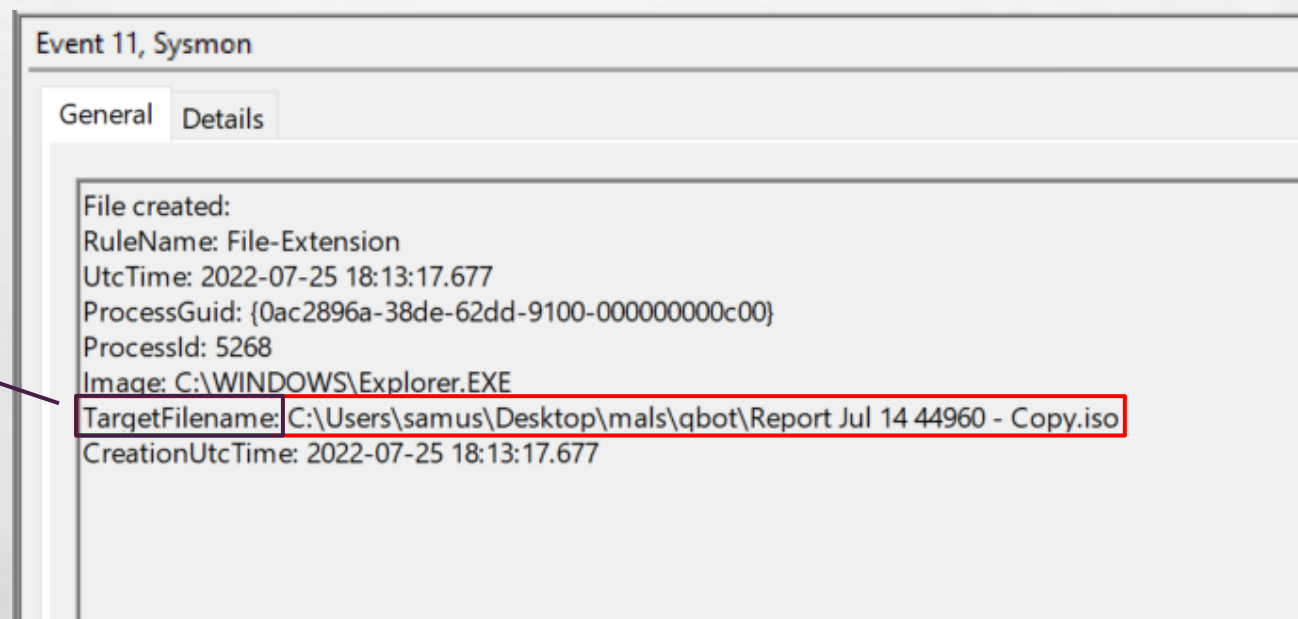 Event 11, Sysmon
General Details
File created:
RuleName: File-Extension
UtcTime: 2022-07-25 18:13:17.677
ProcessGuid: {0ac2896a-38de-62dd-9100-000000000c00}
ProcessId: 5268
Image: C:\WINDOWS\Explorer.EXE
TargetFilename: C:\Users\samus\Desktop\mals\qbot\Report Jul 14 44960 - Copy.iso
CreationUtcTime: 2022-07-25 18:13:17.677